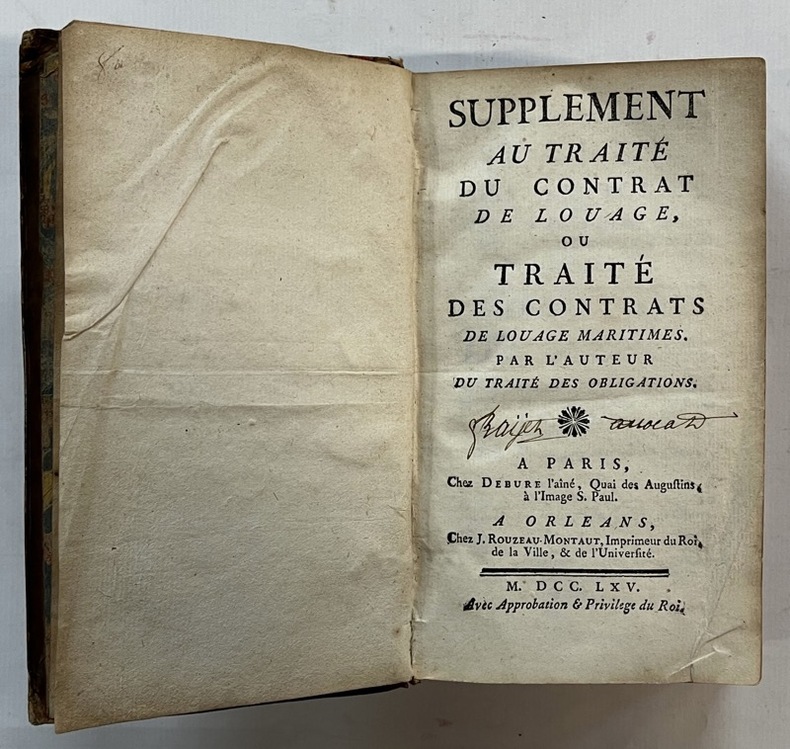 SUPPLEMENT
AU TRAITÉ
DU CONTRAT
DE LOUAGE,
OU
TRAITÉ
DES CONTRATS
DE LOUAGE MARITIMES.
PAR L'AUTEUR
DU TRAITÉ DES OBLIGATIONS.
avocat
A PARIS,
Chez DEBURE l'aîné, Quai des Auguſtins,
à l'Image S. Paul.
A ORLEANS,
Chez J. ROUZEAU-MONTAUT, Imprimeur du Roi,
de la Ville, & de l'Univerſité.
M. DCC. LXV.
Avec Approbation & Privilege du Roi.